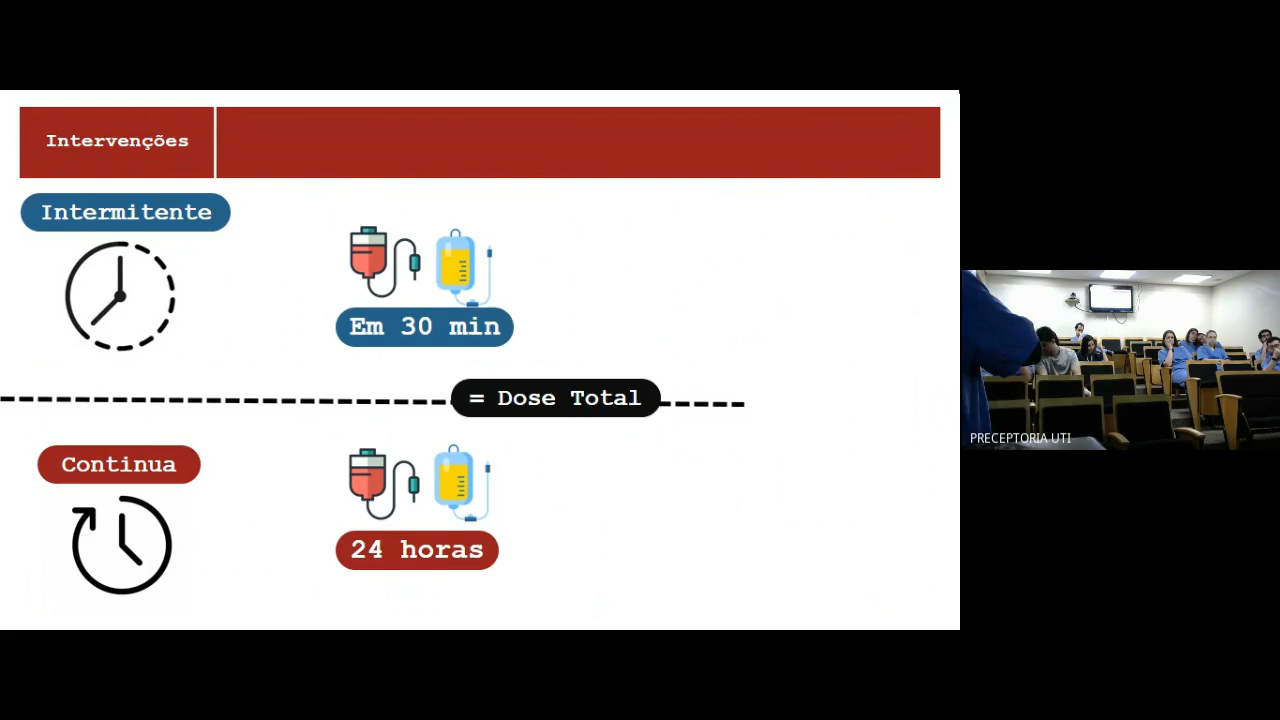 Intervenções
Intermitente
Em 30 min
= Dose Total
Continua
24 horas
PRECEPTORIA UTI